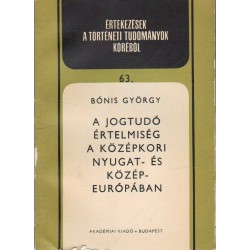 ÉRTEKEZÉSEK
A TÖRTÉNETI TUDOMÁNYOK
KÖRÉBŐL
63.
BÓNIS GYÖRGY
A JOGTUDÓ
ÉRTELMISÉG
A KÖZÉPKORI
NYUGAT- ÉS
KÖZÉP-
EURÓPÁBAN
AKADÉMIAI KIADÓ • BUDAPEST